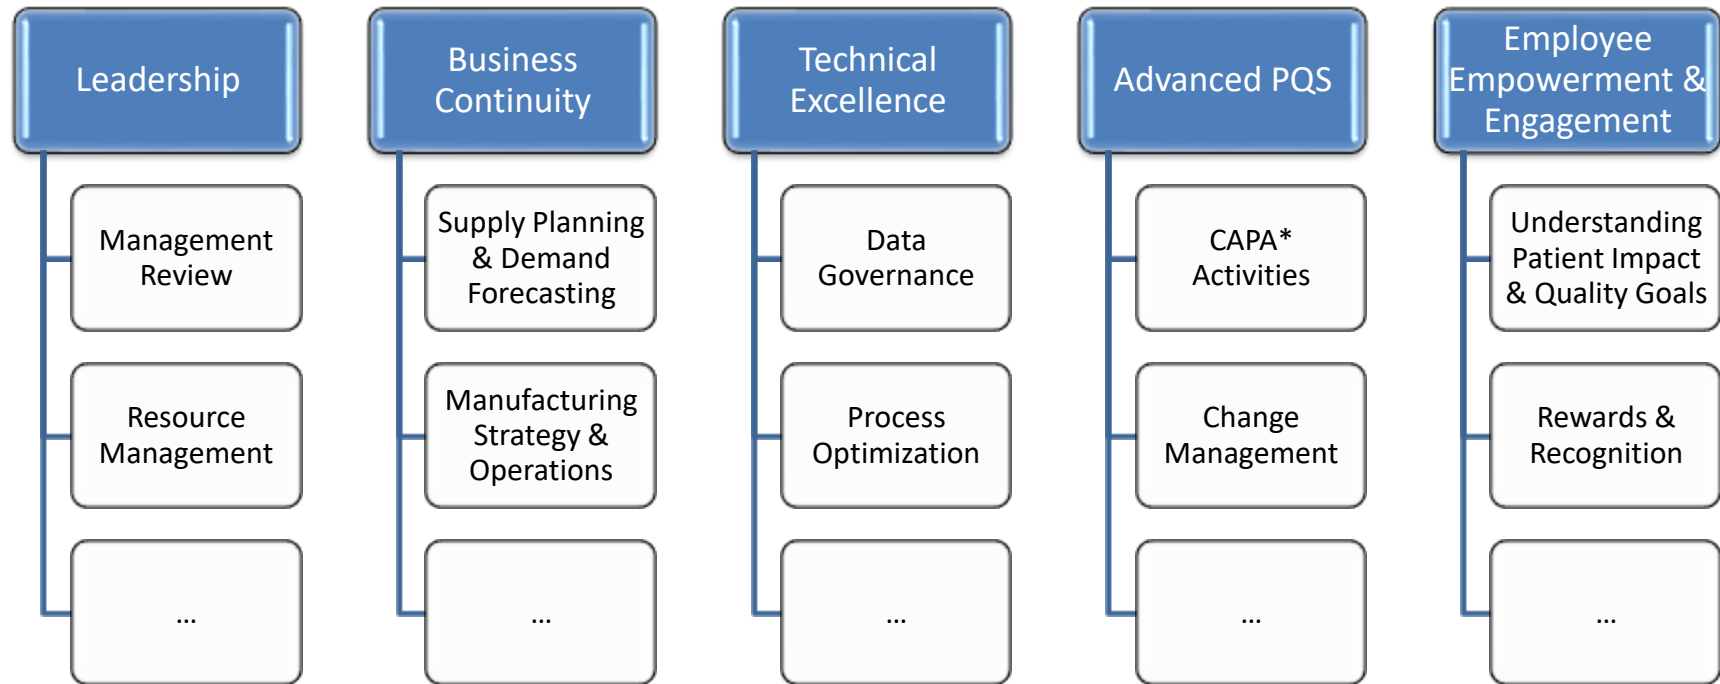 Leadership
Management
Review
Resource
Management
...
Business
Continuity
Supply Planning
& Demand
Forecasting
Manufacturing
Strategy &
Operations
...
Technical
Excellence
Data
Governance
Process
Optimization
...
Advanced PQS
CAPA*
Activities
Change
Management
...
Employee
Empowerment &
Engagement
Understanding
Patient Impact
& Quality Goals
Rewards &
Recognition
...